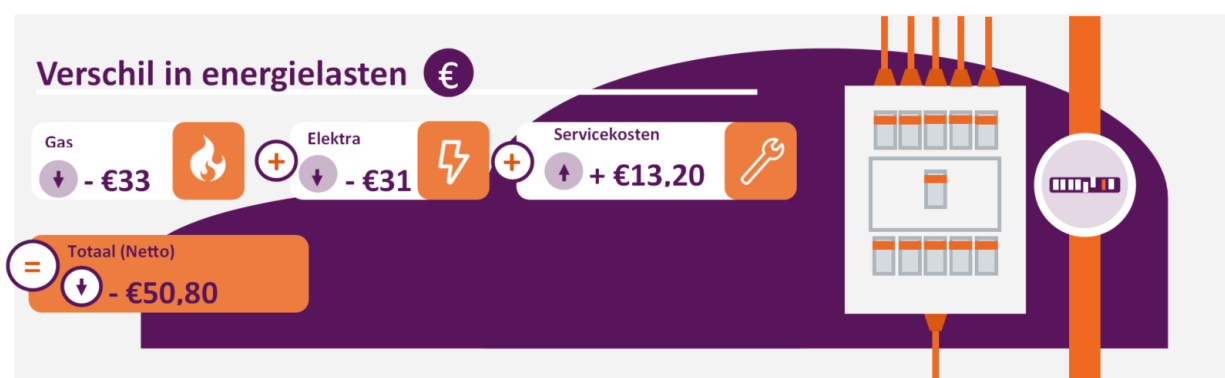 Verschil in energielasten €
Gas
- €33
+
Elektra
- €31
+
Servicekosten
+ €13,20
=
Totaal (Netto)
- €50,80